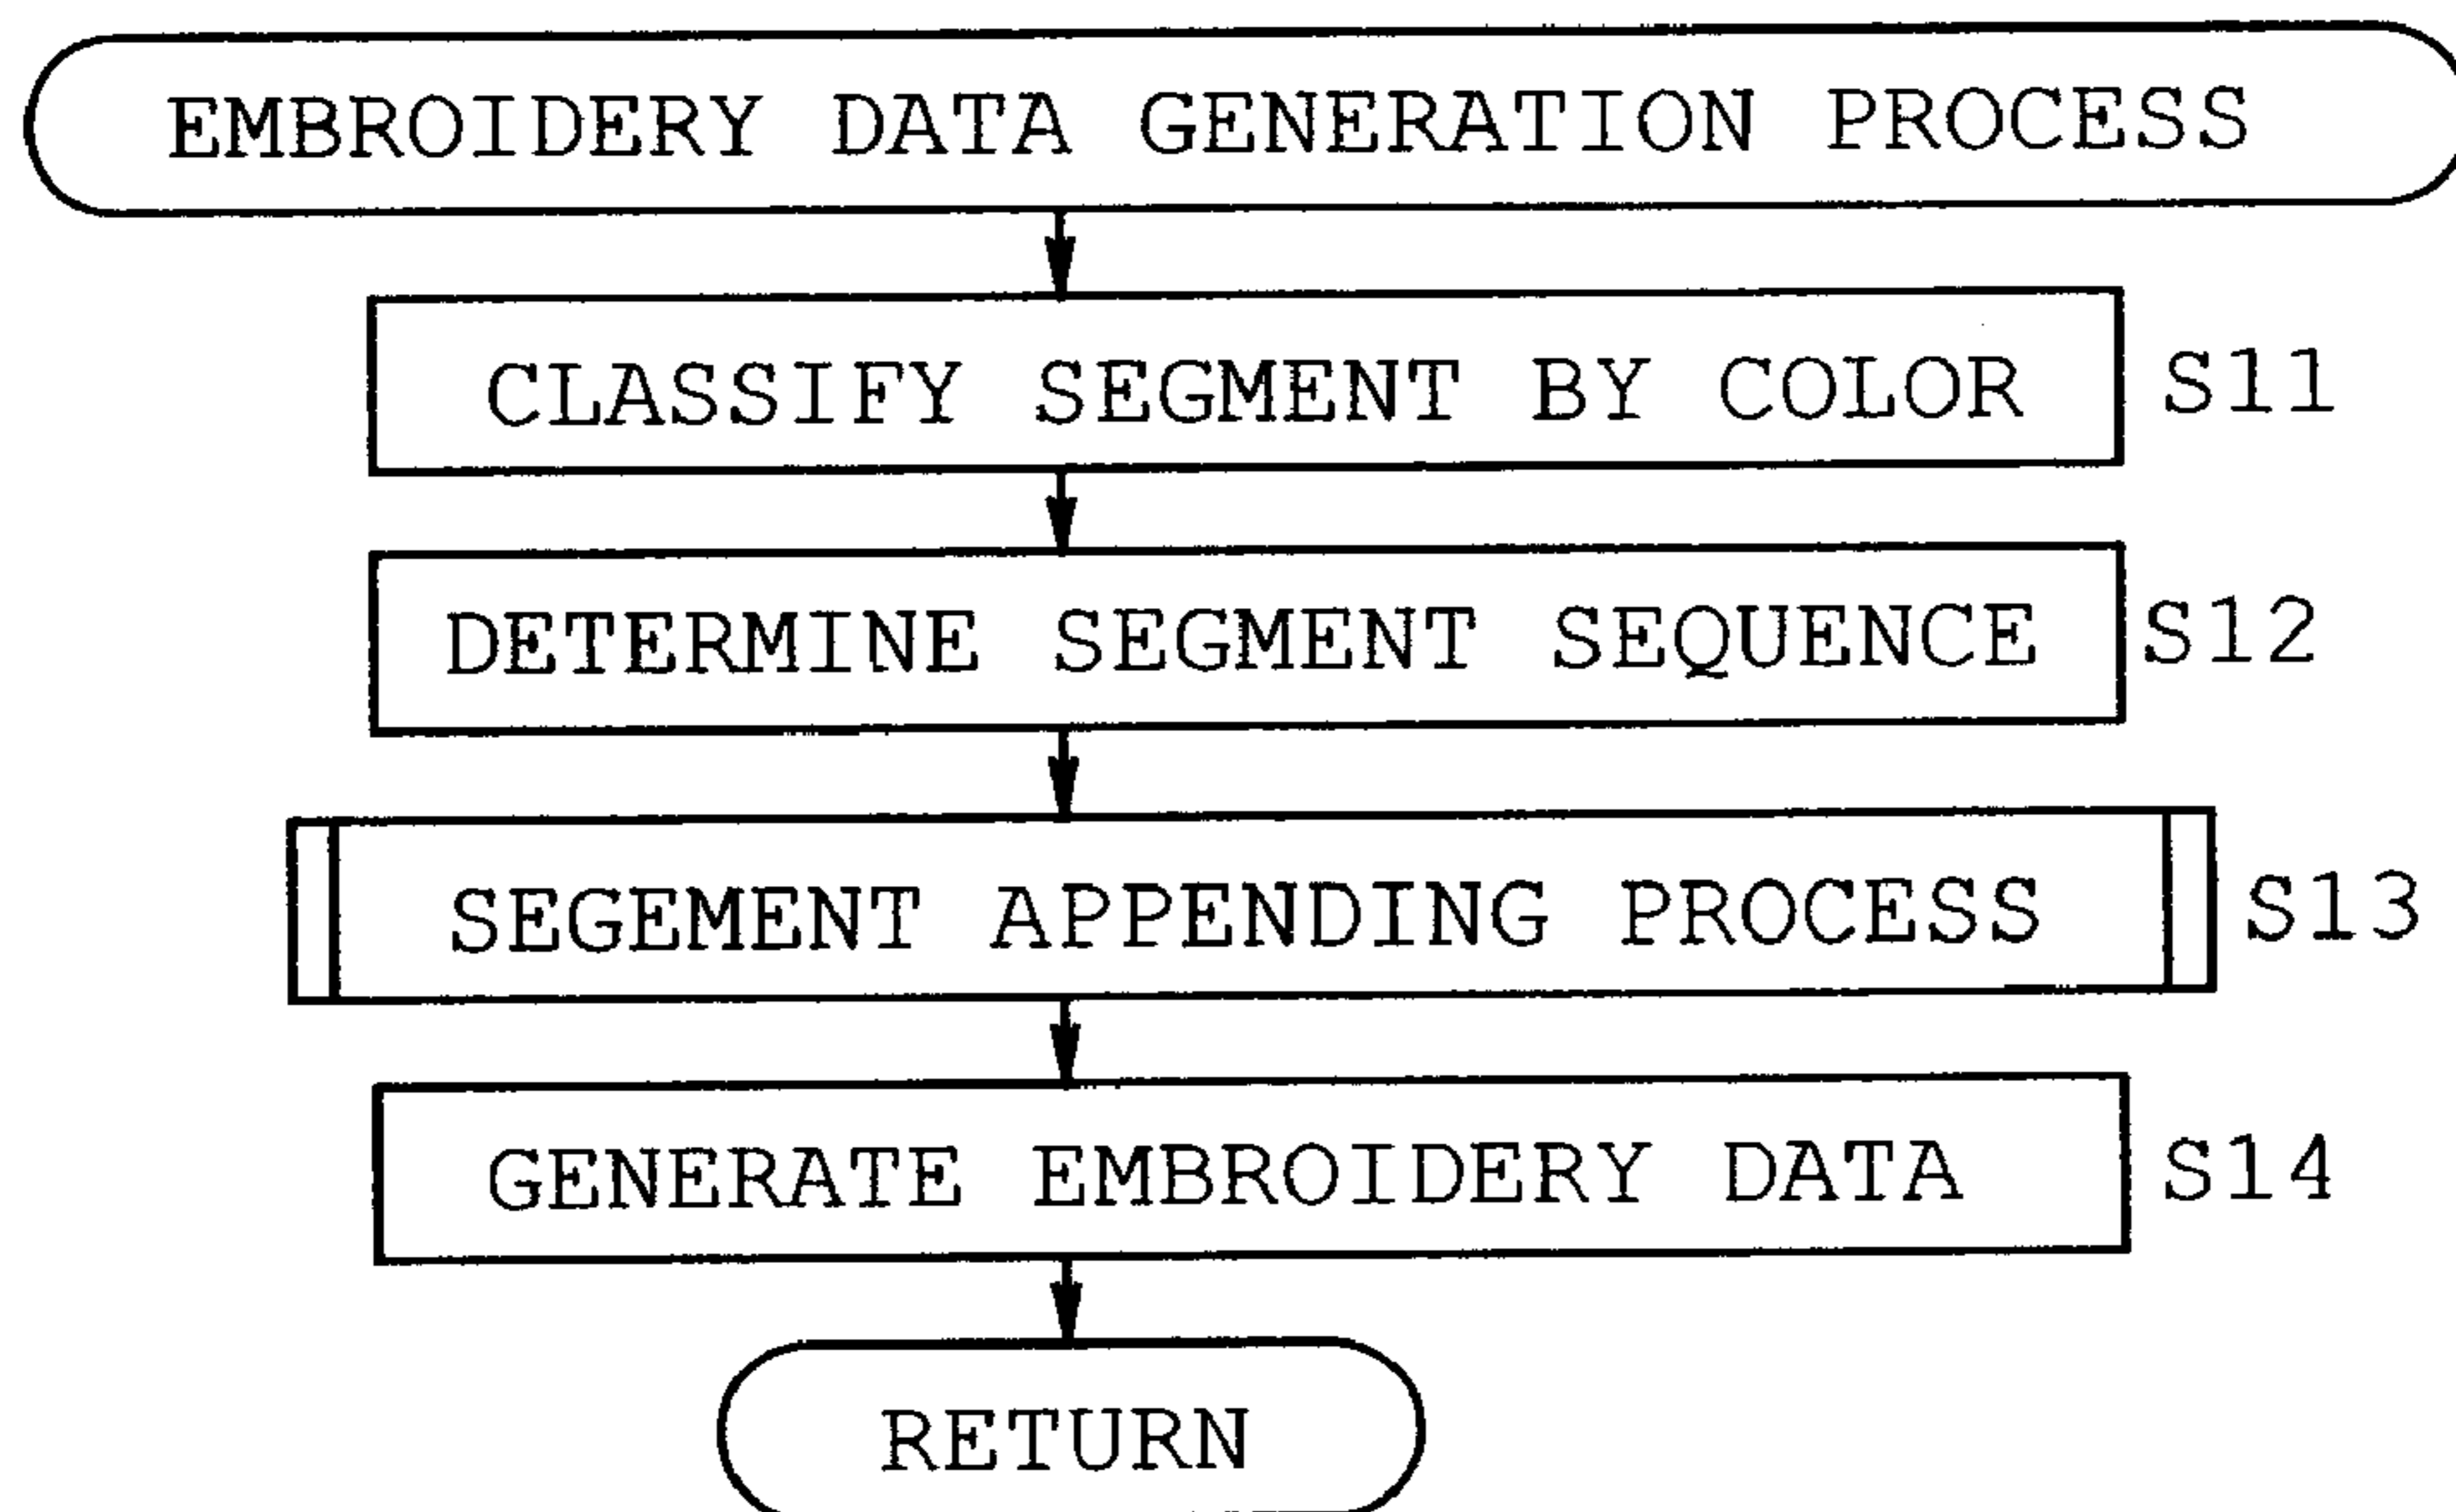 EMBROIDERY DATA GENERATION PROCESS
CLASSIFY SEGMENT BY COLOR S11
DETERMINE SEGMENT SEQUENCE S12
SEGEMENT APPENDING PROCESS S13
GENERATE EMBROIDERY DATA S14
RETURN